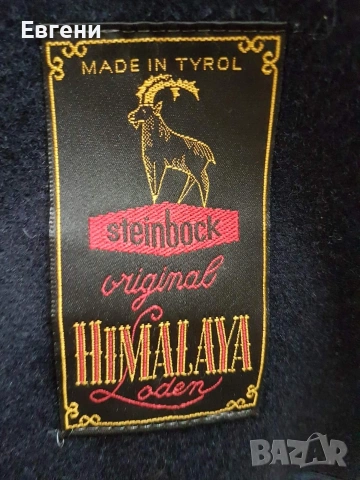 Евгени
MADE IN TYROL
steinbock
original
HIMALAYA
Loden
BAZAR